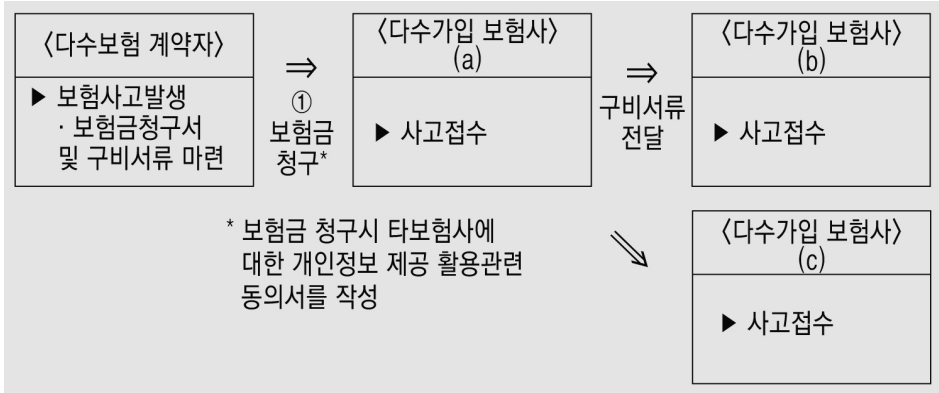 〈다수보험 계약자〉
▶ 보험사고발생
· 보험금청구서
및 구비서류 마련
⇒
①
보험금
청구*
〈다수가입 보험사〉
(a)
▶ 사고접수
⇒
구비서류
전달
〈다수가입 보험사〉
(b)
▶ 사고접수
* 보험금 청구시 타보험사에
대한 개인정보 제공 활용관련
동의서를 작성
〈다수가입 보험사〉
(c)
▶ 사고접수